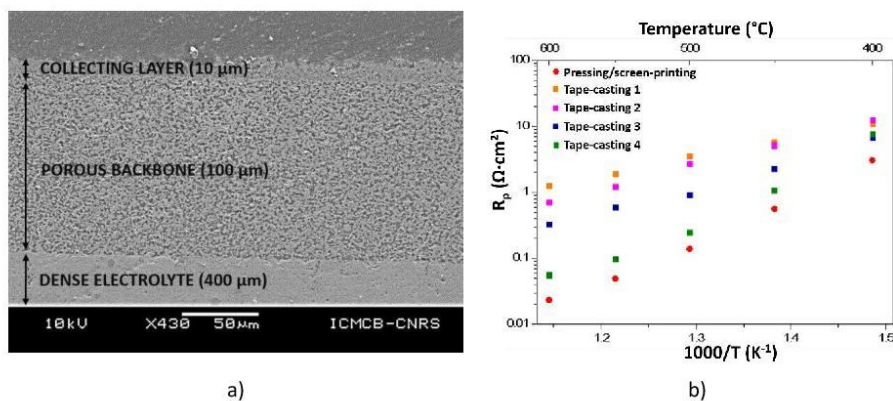 COLLECTING LAYER (10 µm)
POROUS BACKBONE (100 µm)
DENSE ELECTROLYTE (400 µm)
10kV X430 50µm ICMCB-CNRS
a)
Temperature (°C)
600 500 400
100
10
1
0.1
0.01
Rp (Ω·cm²)
Pressing/screen-printing
Tape-casting 1
Tape-casting 2
Tape-casting 3
Tape-casting 4
1.2 1.3 1.4 1.5
1000/T (K⁻¹)
b)